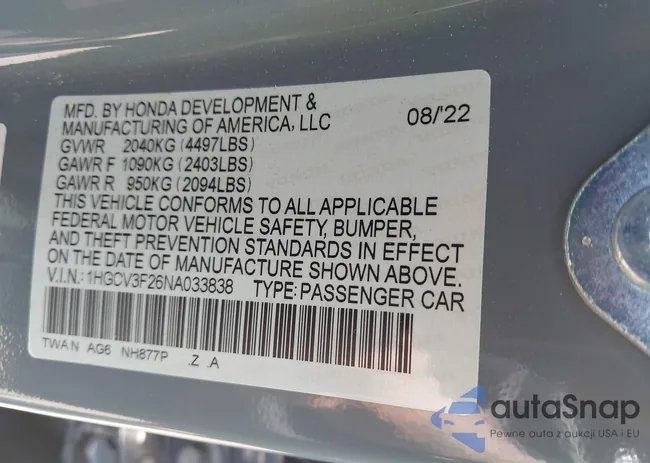 MFD. BY HONDA DEVELOPMENT &
MANUFACTURING OF AMERICA, LLC 08/'22
GVWR 2040KG (4497LBS)
GAWR F 1090KG (2403LBS)
GAWR R 950KG (2094LBS)
THIS VEHICLE CONFORMS TO ALL APPLICABLE
FEDERAL MOTOR VEHICLE SAFETY, BUMPER,
AND THEFT PREVENTION STANDARDS IN EFFECT
ON THE DATE OF MANUFACTURE SHOWN ABOVE.
V.I.N.: 1HGCV3F26NA033838 TYPE: PASSENGER CAR
TWA N AG6 NH877P .Z .A
autaSnap
Pewne auta z aukcji USA i EU